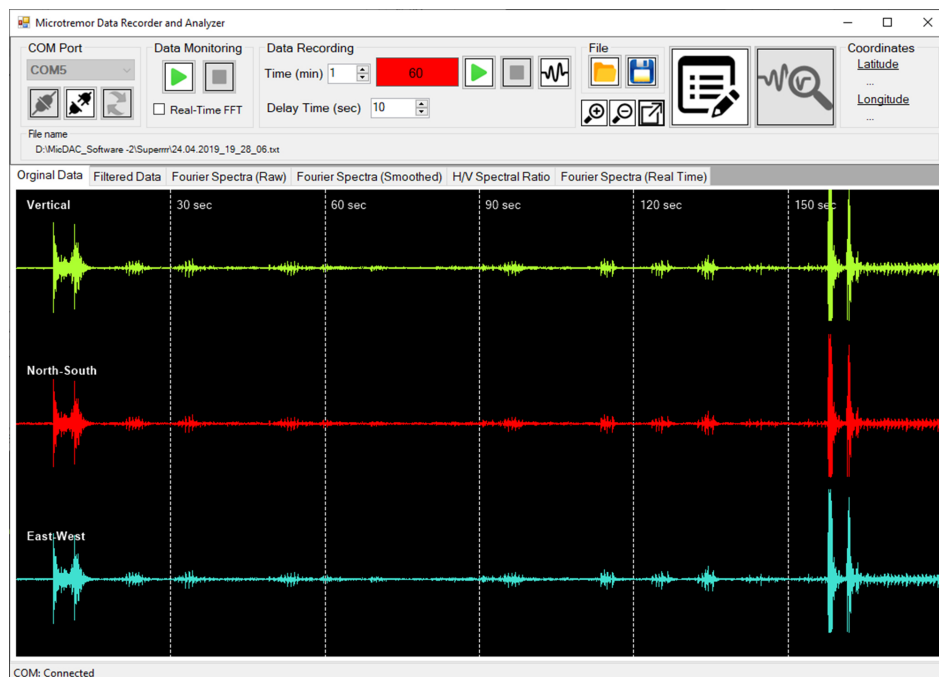 Microtremor Data Recorder and Analyzer
COM Port
COM5
Data Monitoring
Real-Time FFT
Data Recording
Time (min) 1
60
Delay Time (sec) 10
File
Coordinates
Latitude
...
Longitude
...
File name
D:\MicDAC_Software -2\Superrr\24.04.2019_19_28_06.txt
Orginal Data Filtered Data Fourier Spectra (Raw) Fourier Spectra (Smoothed) H/V Spectral Ratio Fourier Spectra (Real Time)
Vertical 30 sec 60 sec 90 sec 120 sec 150 sec
North-South
East-West
COM: Connected